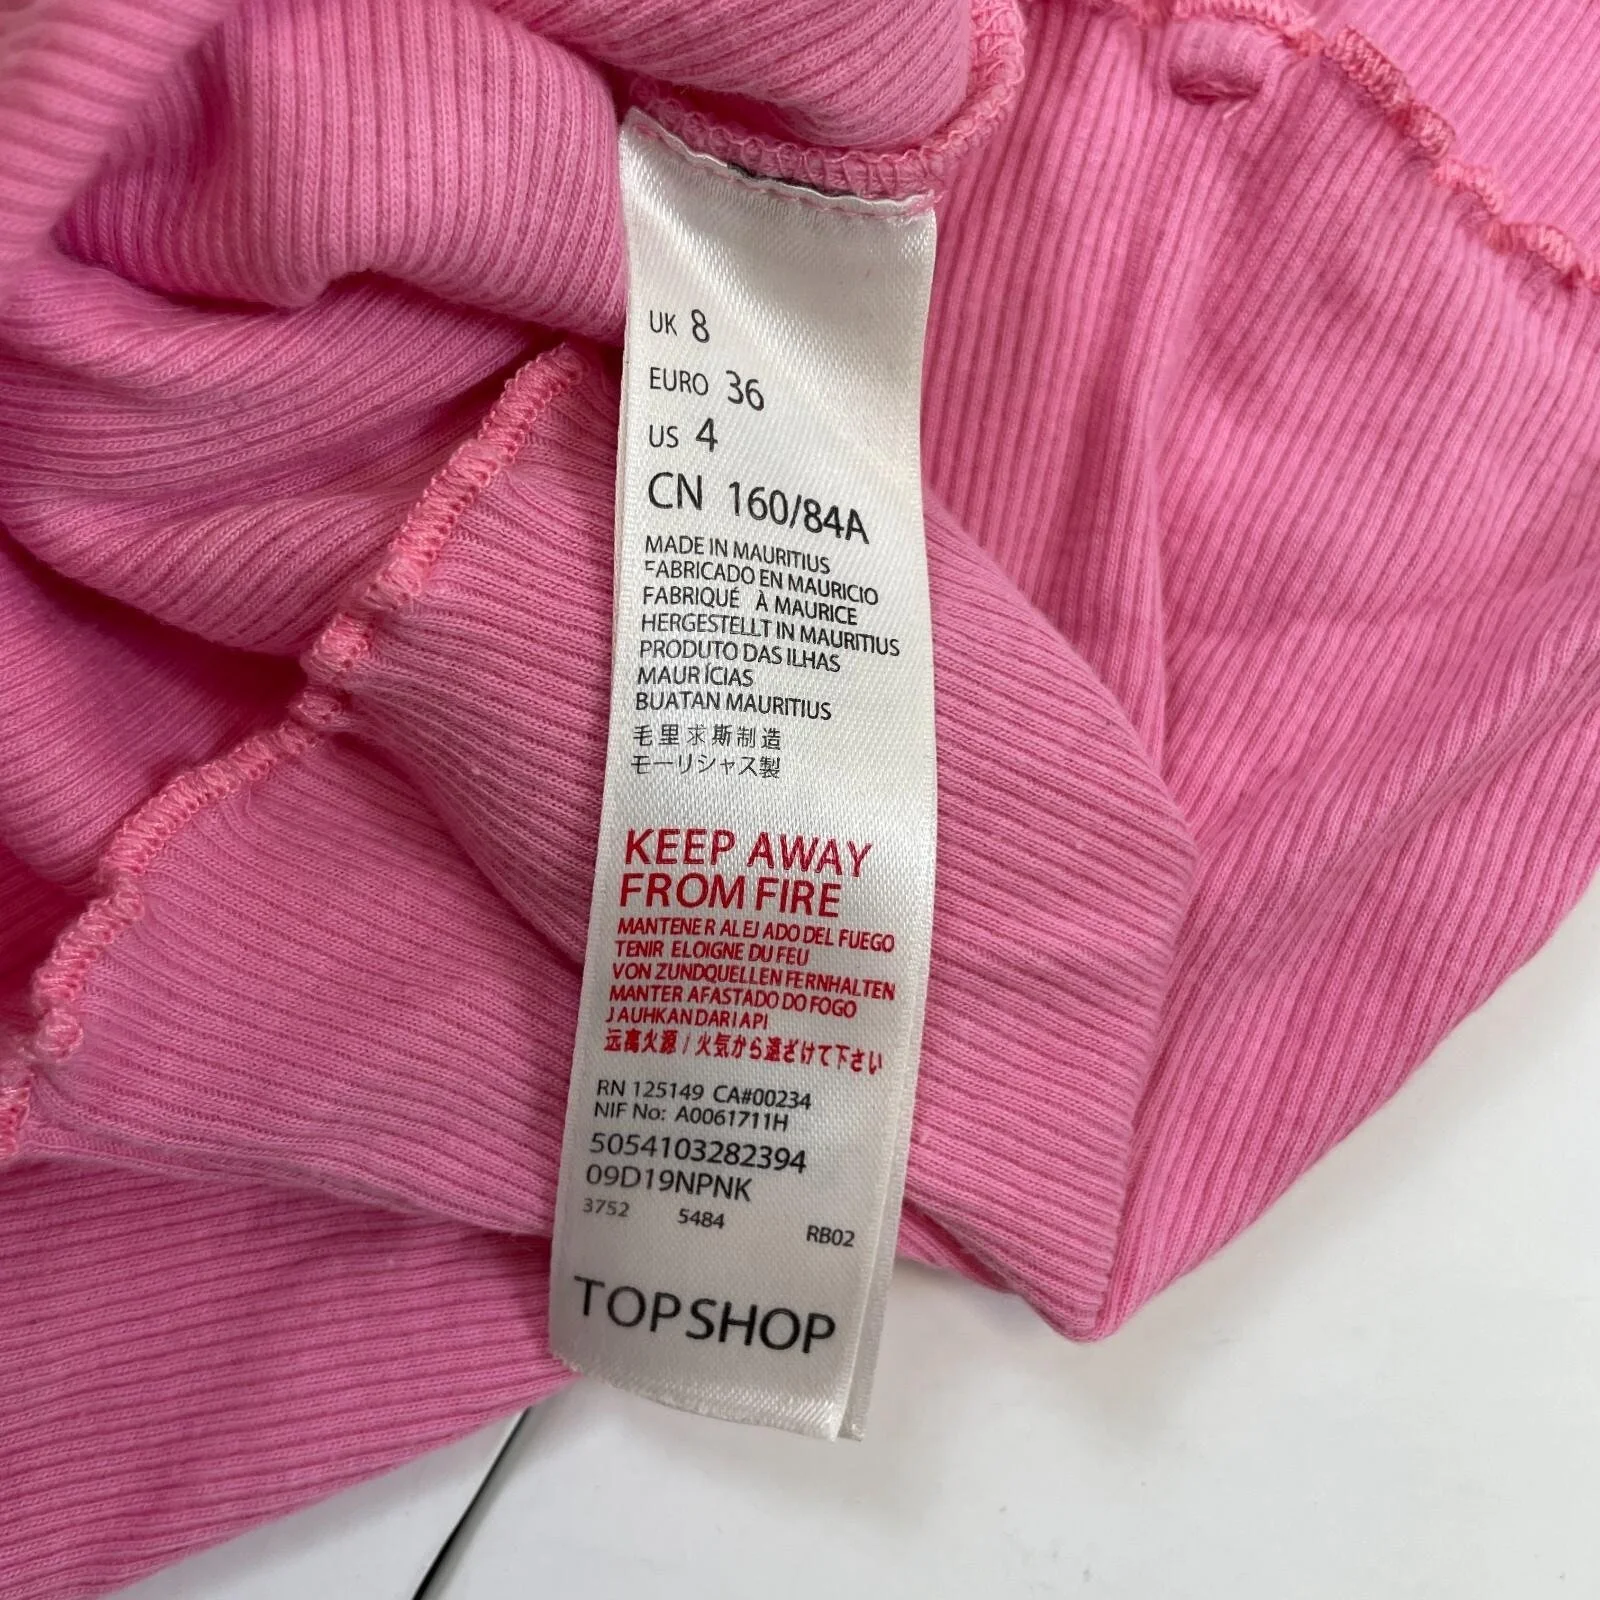 UK 8
EURO 36
US 4
CN 160/84A
MADE IN MAURITIUS
FABRICADO EN MAURICIO
FABRIQUÉ À MAURICE
HERGESTELLT IN MAURITIUS
PRODUTO DAS ILHAS
MAURÍCIAS
BUATAN MAURITIUS
毛里求斯制造
モーリシャス製
KEEP AWAY
FROM FIRE
MANTENER ALEJADO DEL FUEGO
TENIR ELOIGNE DU FEU
VON ZUNDQUELLEN FERNHALTEN
MANTER AFASTADO DO FOGO
JAUHKAN DARI API
远离火源 / 火気から遠ざけて下さい
RN 125149 CA#00234
NIF No: A0061711H
5054103282394
09D19NPNK
3752 5484 RB02
TOPSHOP